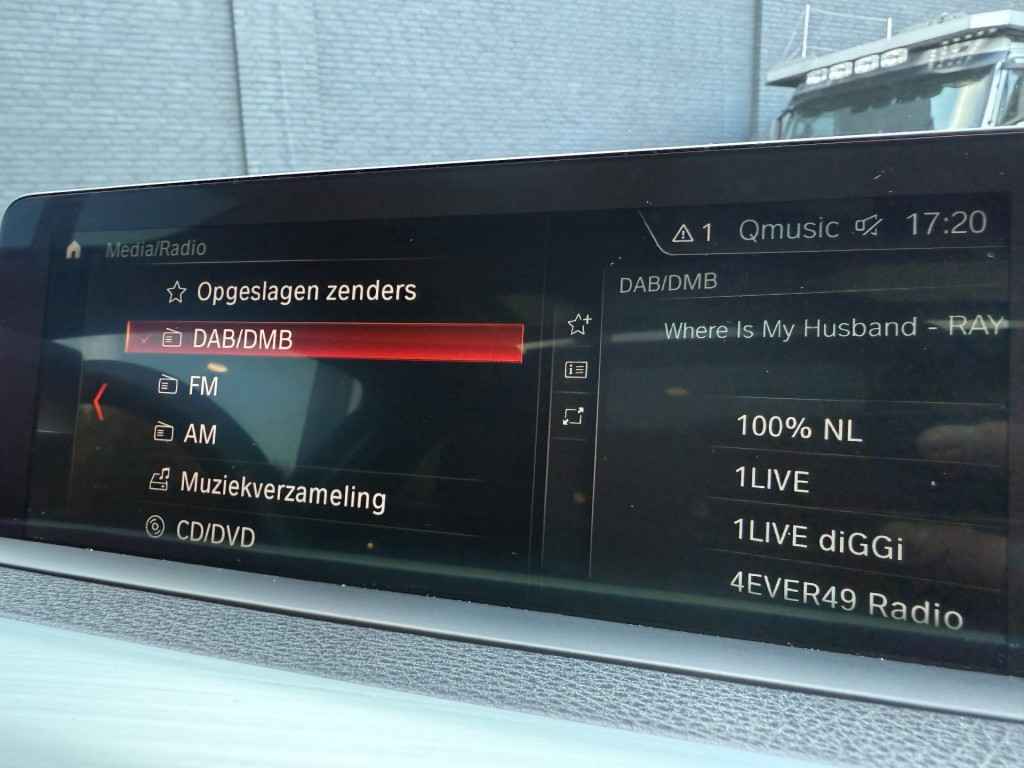 1 Qmusic 17:20
Media/Radio
Opgeslagen zenders
DAB/DMB
FM
AM
Muziekverzameling
CD/DVD
DAB/DMB
Where Is My Husband - RAY
100% NL
1LIVE
1LIVE diGGi
4EVER49 Radio